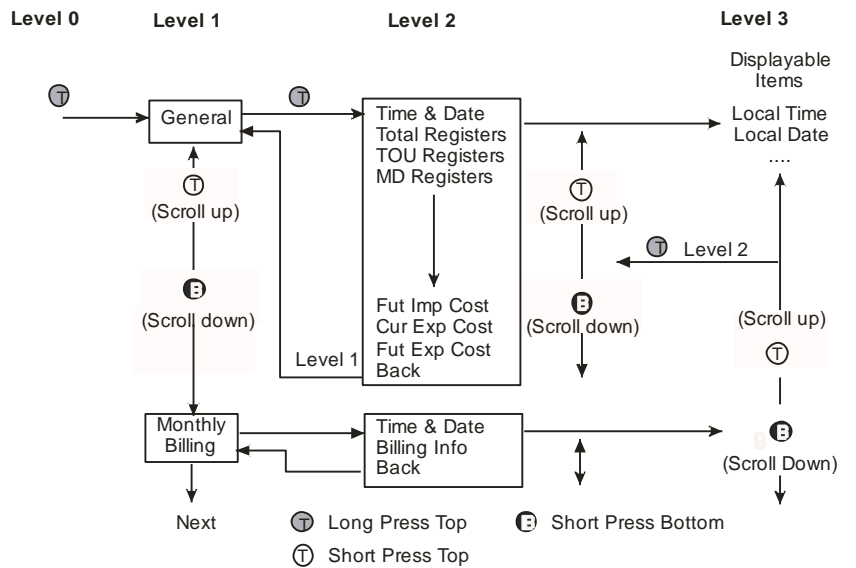 Level 0
Level 1
Level 2
Level 3
Displayable
Items
T
T
General
Time & Date
Total Registers
TOU Registers
MD Registers
Local Time
Local Date
....
T
(Scroll up)
T
(Scroll up)
T
Level 2
B
(Scroll down)
Fut Imp Cost
Cur Exp Cost
Fut Exp Cost
Back
B
(Scroll down)
(Scroll up)
T
Level 1
Monthly
Billing
Time & Date
Billing Info
Back
B
B
(Scroll Down)
Next
T Long Press Top
B Short Press Bottom
T Short Press Top